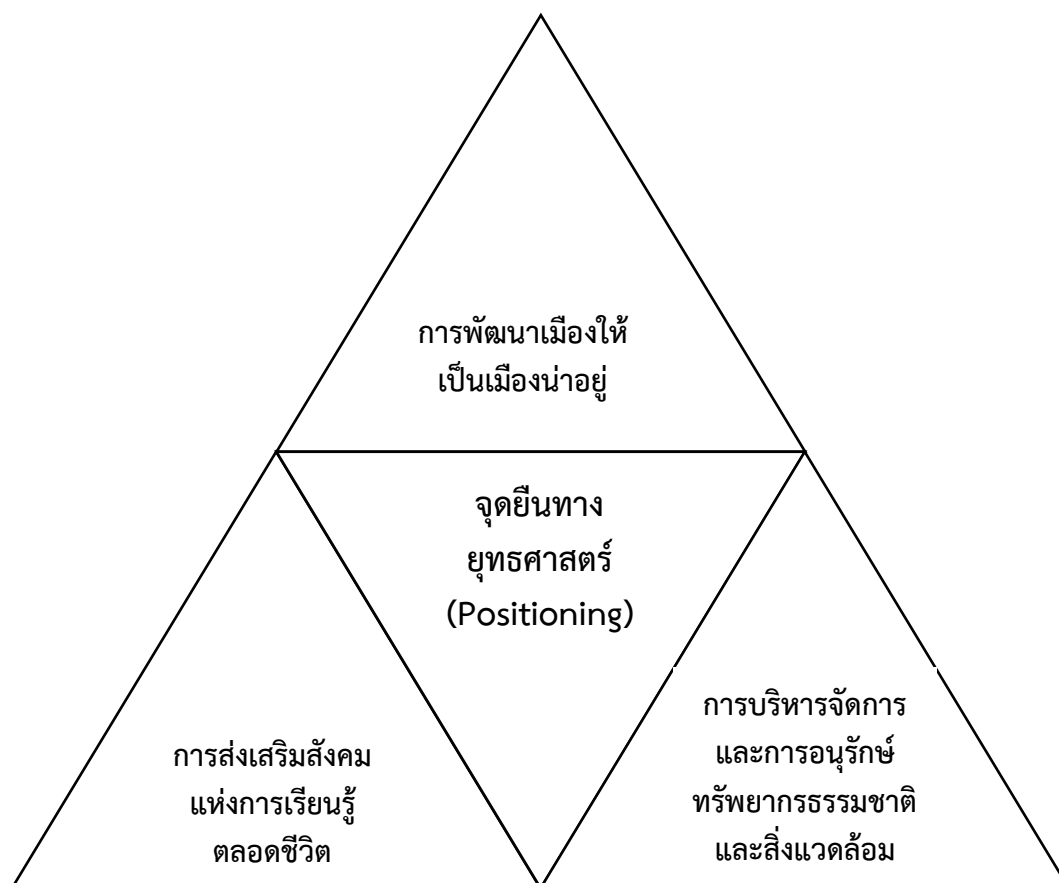 การพัฒนาเมืองให้
เป็นเมืองน่าอยู่
จุดยืนทาง
ยุทธศาสตร์
(Positioning)
การส่งเสริมสังคม
แห่งการเรียนรู้
ตลอดชีวิต
การบริหารจัดการ
และการอนุรักษ์
ทรัพยากรธรรมชาติ
และสิ่งแวดล้อม